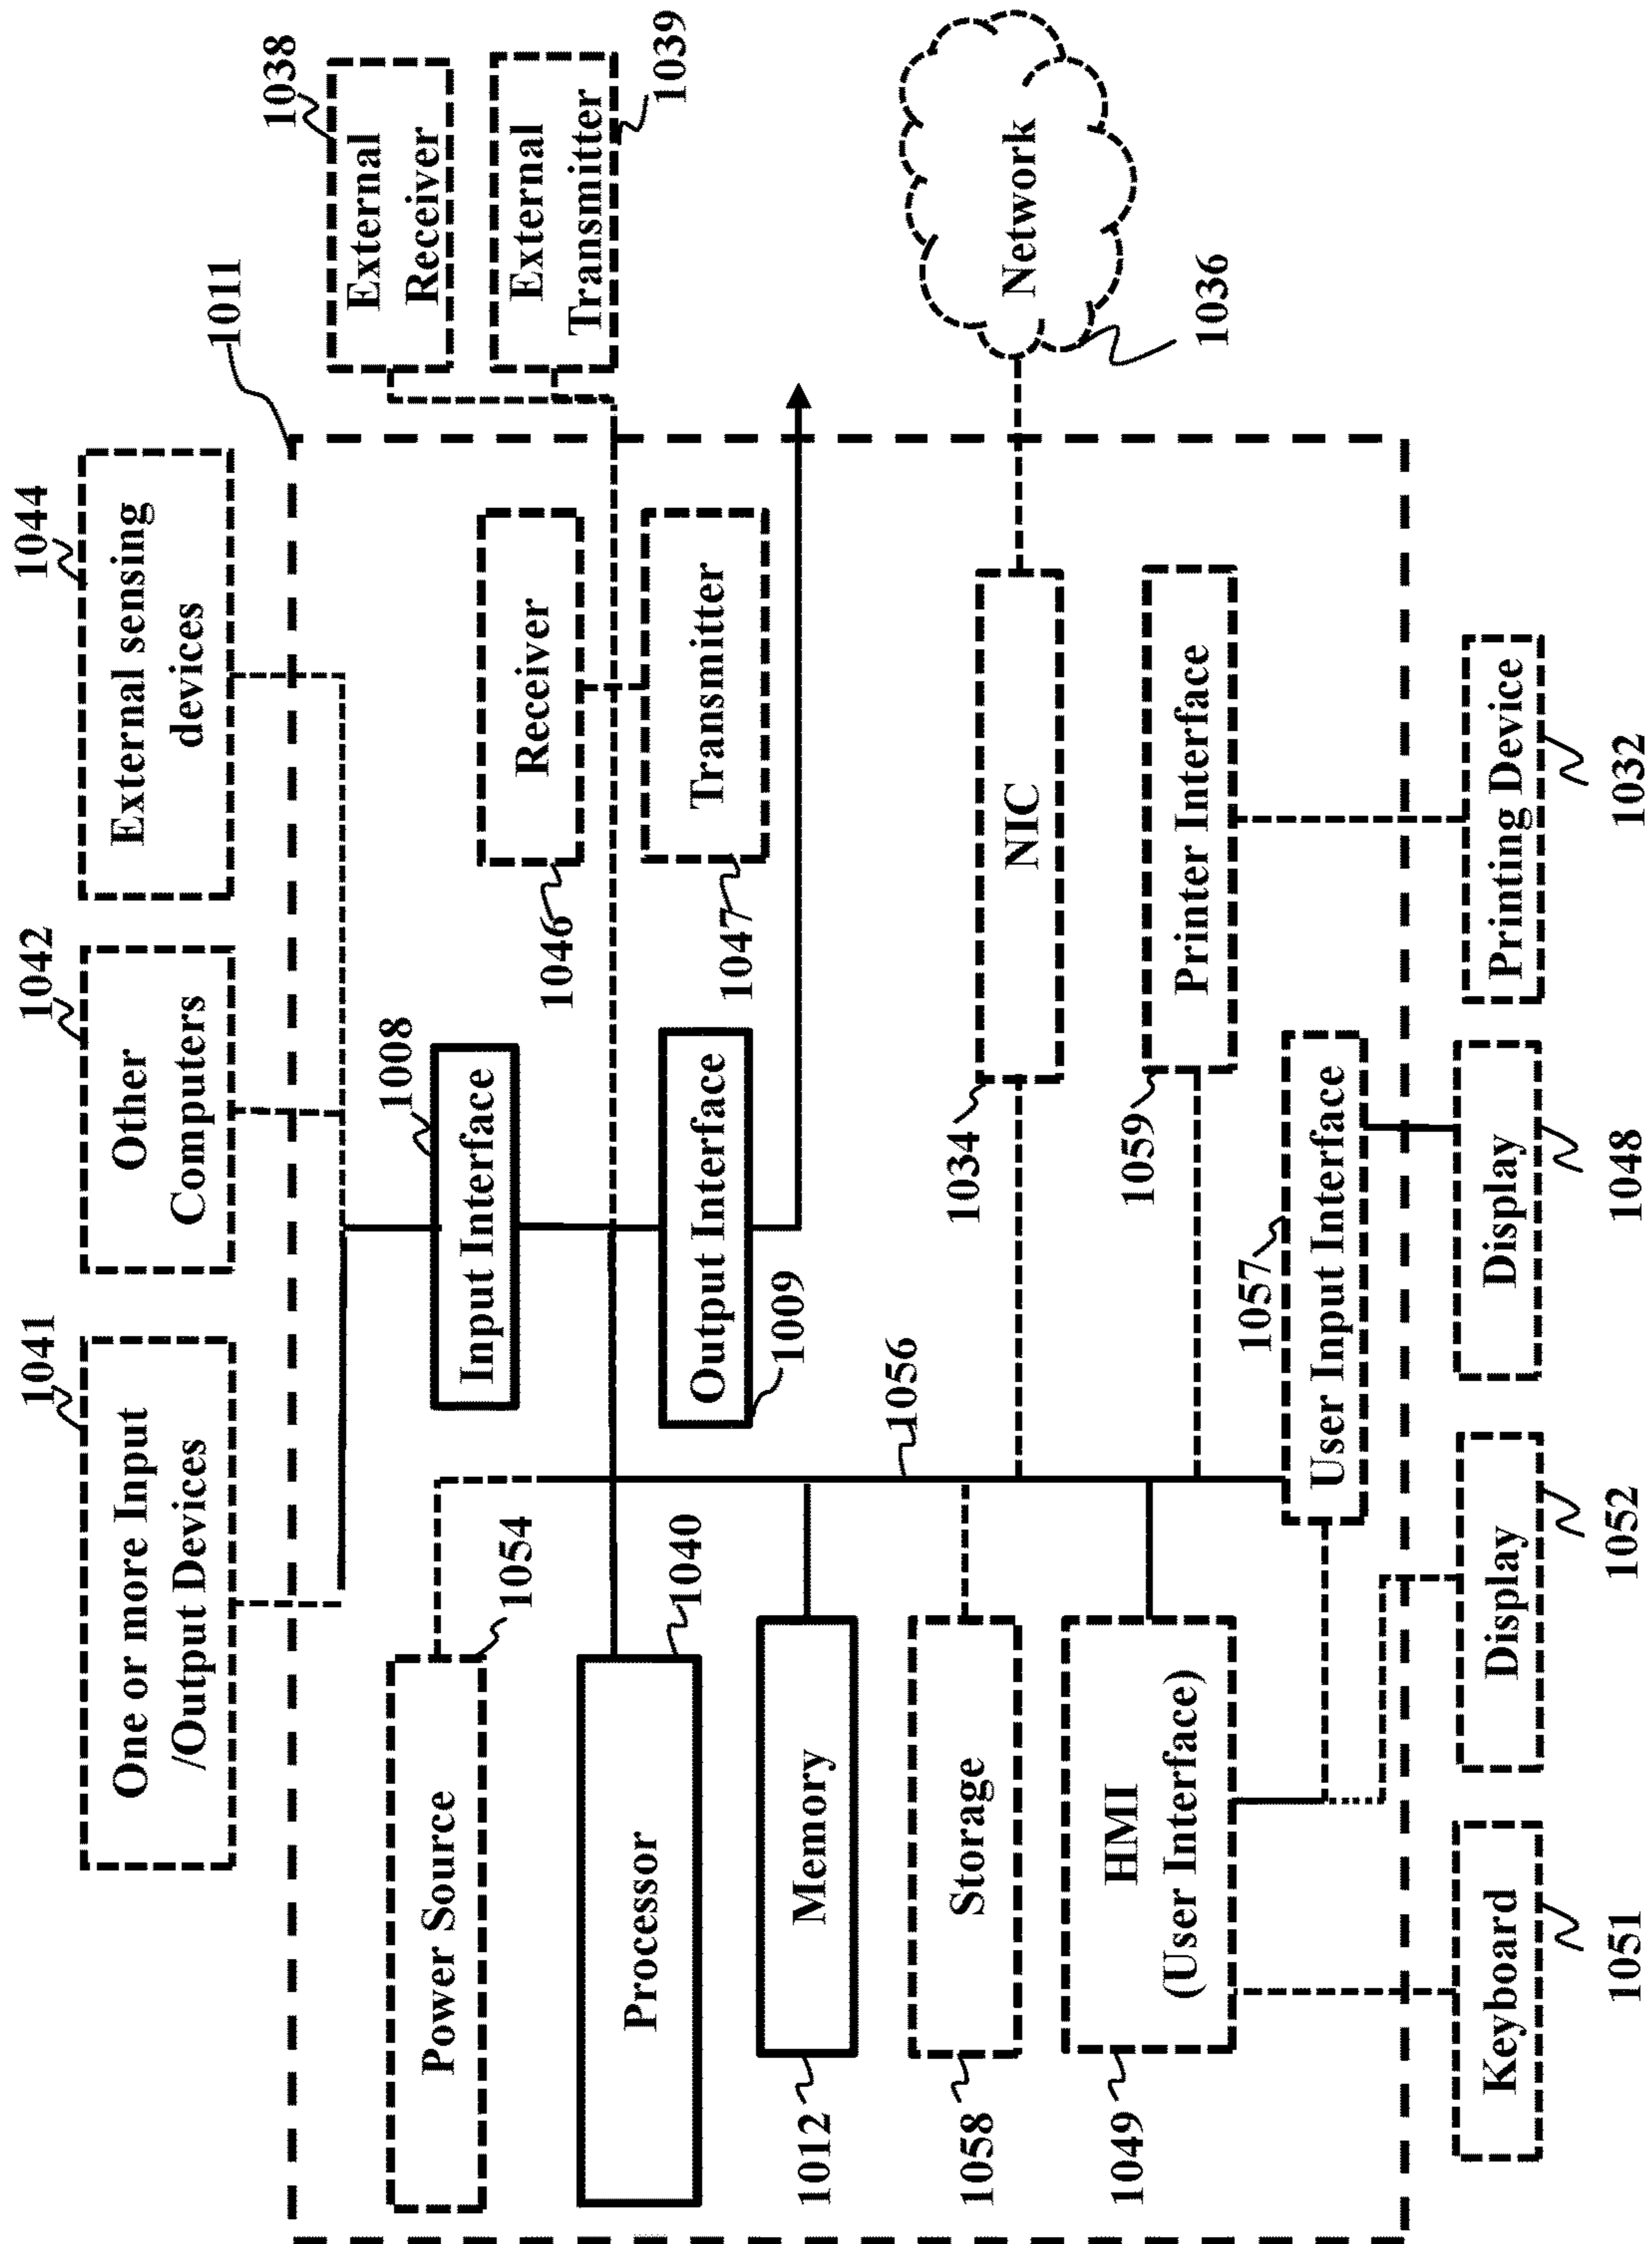 1041
One or more Input
/Output Devices
1042
Other
Computers
1044
External sensing
devices
1011
1038
External
Receiver
External
Transmitter
1039
1008
Input Interface
Receiver
1046
Transmitter
1047
Output Interface
1009
Power Source
1054
Processor
1040
Memory
1012
1056
Storage
1058
NIC
1034
Network
1036
Printer Interface
1059
HMI
(User Interface)
1049
User Input Interface
1057
Keyboard
1051
Display
1052
Display
1048
Printing Device
1032